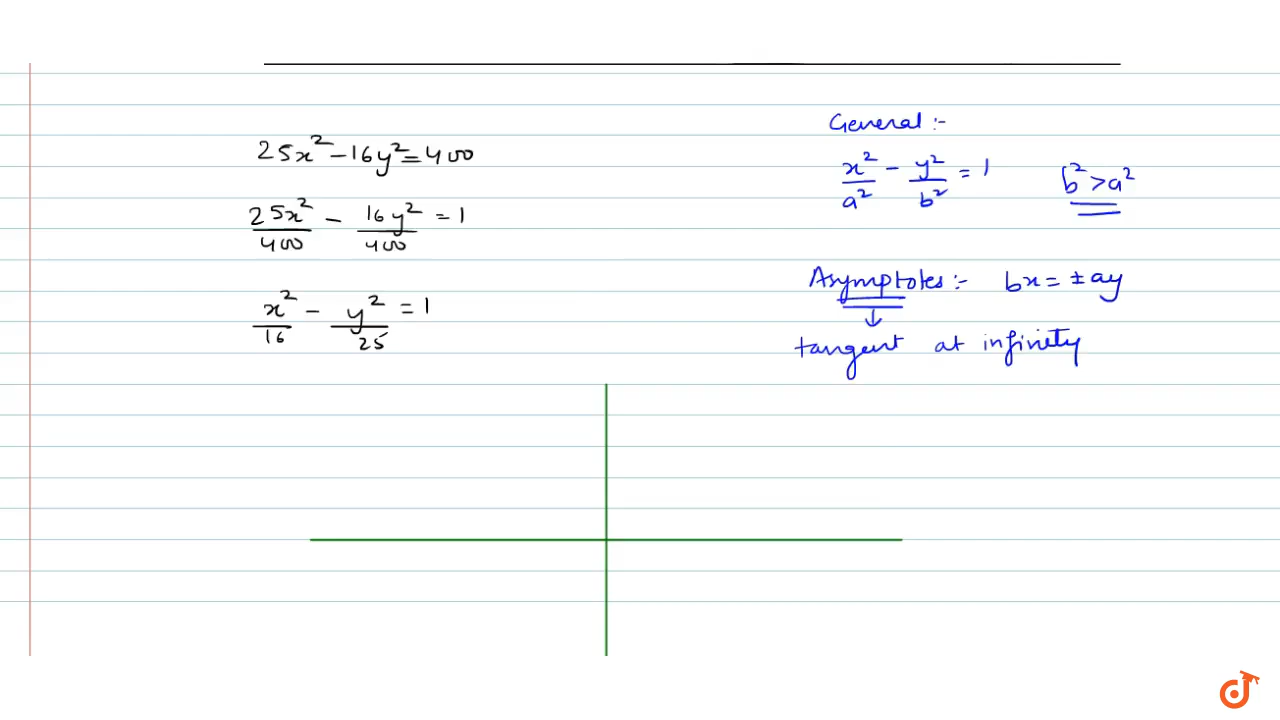 25x² - 16y² = 400
25x²/400 - 16y²/400 = 1
x²/16 - y²/25 = 1
General :-
x²/a² - y²/b² = 1
b² > a²
Asymptotes :- bx = ± ay
↓
tangent at infinity